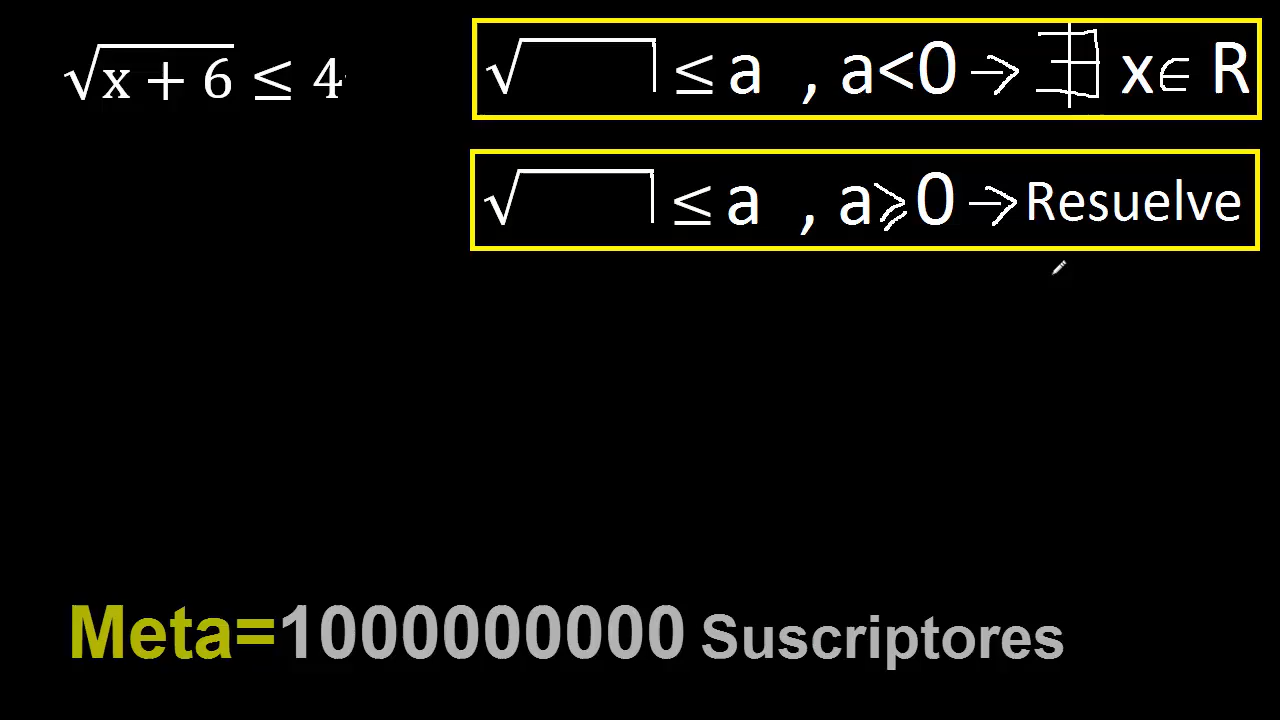 √x + 6 ≤ 4
√ ≤ a , a<0 → ∄ x∈ R
√ ≤ a , a⩾0 → Resuelve
Meta=1000000000 Suscriptores